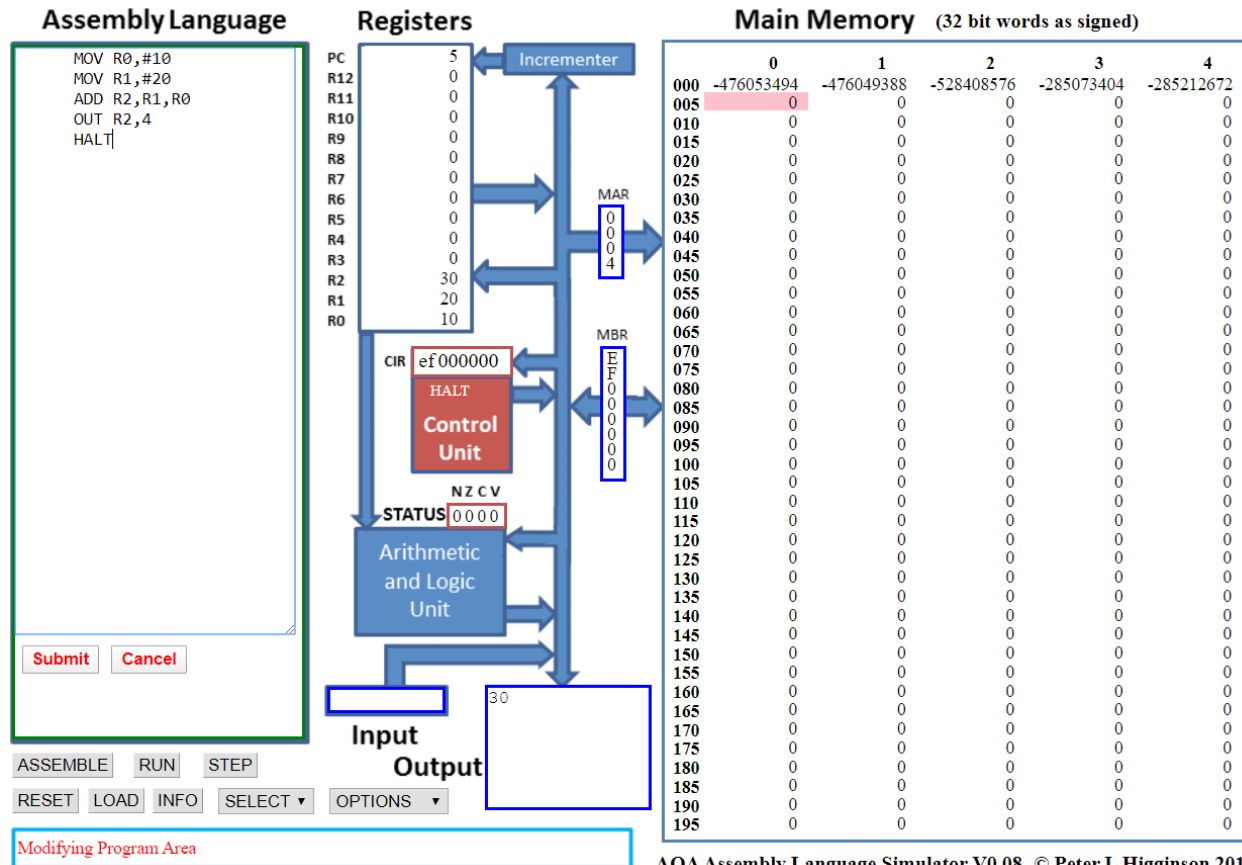 Assembly Language
MOV R0,#10
MOV R1,#20
ADD R2,R1,R0
OUT R2,4
HALT
Submit Cancel
ASSEMBLE RUN STEP
RESET LOAD INFO SELECT ▾ OPTIONS ▾
Modifying Program Area
Registers
PC 5
R12 0
R11 0
R10 0
R9 0
R8 0
R7 0
R6 0
R5 0
R4 0
R3 0
R2 30
R1 20
R0 10
Incrementer
MAR
0
0
0
4
CIR ef000000
HALT
Control
Unit
MBR
E
F
0
0
0
0
0
0
N Z C V
STATUS 0000
Arithmetic
and Logic
Unit
Input
Output
30
Main Memory (32 bit words as signed)
0 1 2 3 4
000 -476053494 -476049388 -528408576 -285073404 -285212672
005 0 0 0 0 0
010 0 0 0 0 0
015 0 0 0 0 0
020 0 0 0 0 0
025 0 0 0 0 0
030 0 0 0 0 0
035 0 0 0 0 0
040 0 0 0 0 0
045 0 0 0 0 0
050 0 0 0 0 0
055 0 0 0 0 0
060 0 0 0 0 0
065 0 0 0 0 0
070 0 0 0 0 0
075 0 0 0 0 0
080 0 0 0 0 0
085 0 0 0 0 0
090 0 0 0 0 0
095 0 0 0 0 0
100 0 0 0 0 0
105 0 0 0 0 0
110 0 0 0 0 0
115 0 0 0 0 0
120 0 0 0 0 0
125 0 0 0 0 0
130 0 0 0 0 0
135 0 0 0 0 0
140 0 0 0 0 0
145 0 0 0 0 0
150 0 0 0 0 0
155 0 0 0 0 0
160 0 0 0 0 0
165 0 0 0 0 0
170 0 0 0 0 0
175 0 0 0 0 0
180 0 0 0 0 0
185 0 0 0 0 0
190 0 0 0 0 0
195 0 0 0 0 0
AQA Assembly Language Simulator V0.08 © Peter L Higginson